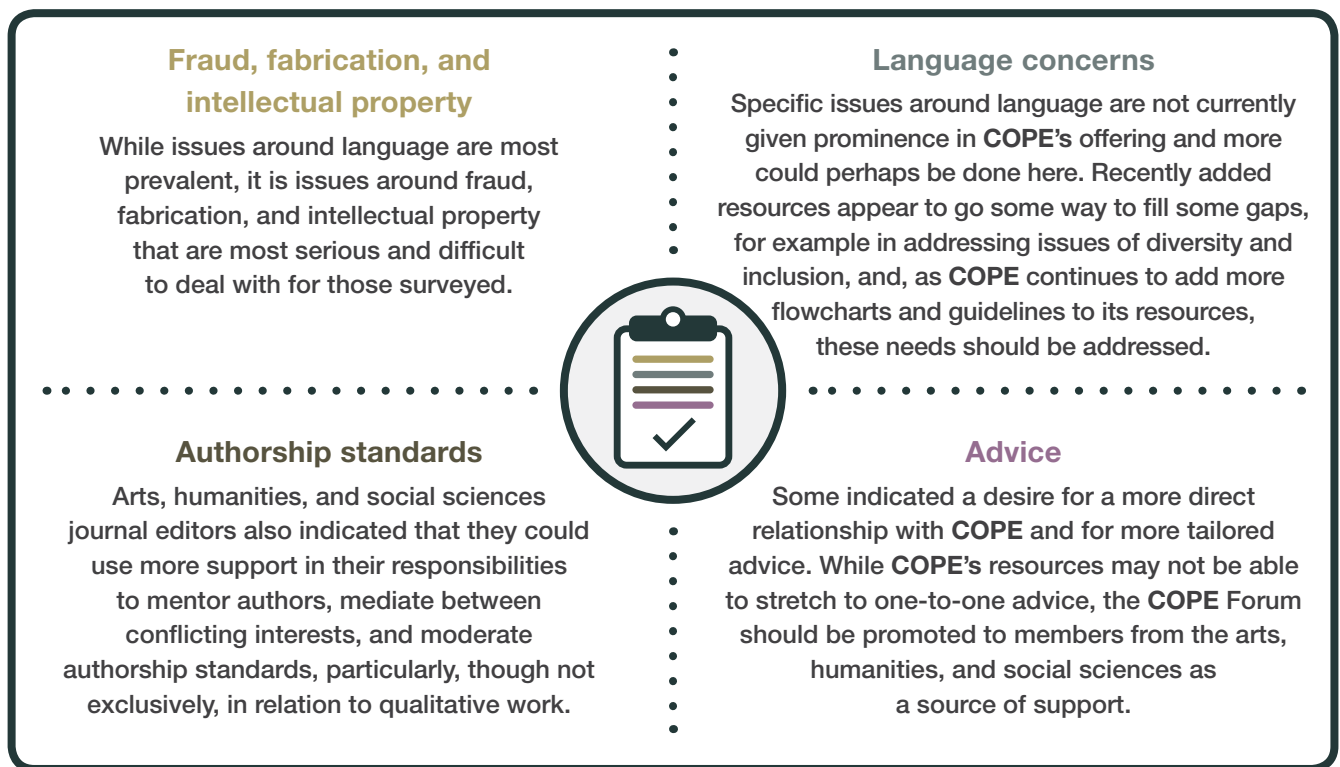 Fraud, fabrication, and
intellectual property
While issues around language are most
prevalent, it is issues around fraud,
fabrication, and intellectual property
that are most serious and difficult
to deal with for those surveyed.
Language concerns
Specific issues around language are not currently
given prominence in COPE’s offering and more
could perhaps be done here. Recently added
resources appear to go some way to fill some gaps,
for example in addressing issues of diversity and
inclusion, and, as COPE continues to add more
flowcharts and guidelines to its resources,
these needs should be addressed.
Authorship standards
Arts, humanities, and social sciences
journal editors also indicated that they could
use more support in their responsibilities
to mentor authors, mediate between
conflicting interests, and moderate
authorship standards, particularly, though not
exclusively, in relation to qualitative work.
Advice
Some indicated a desire for a more direct
relationship with COPE and for more tailored
advice. While COPE’s resources may not be able
to stretch to one-to-one advice, the COPE Forum
should be promoted to members from the arts,
humanities, and social sciences as
a source of support.